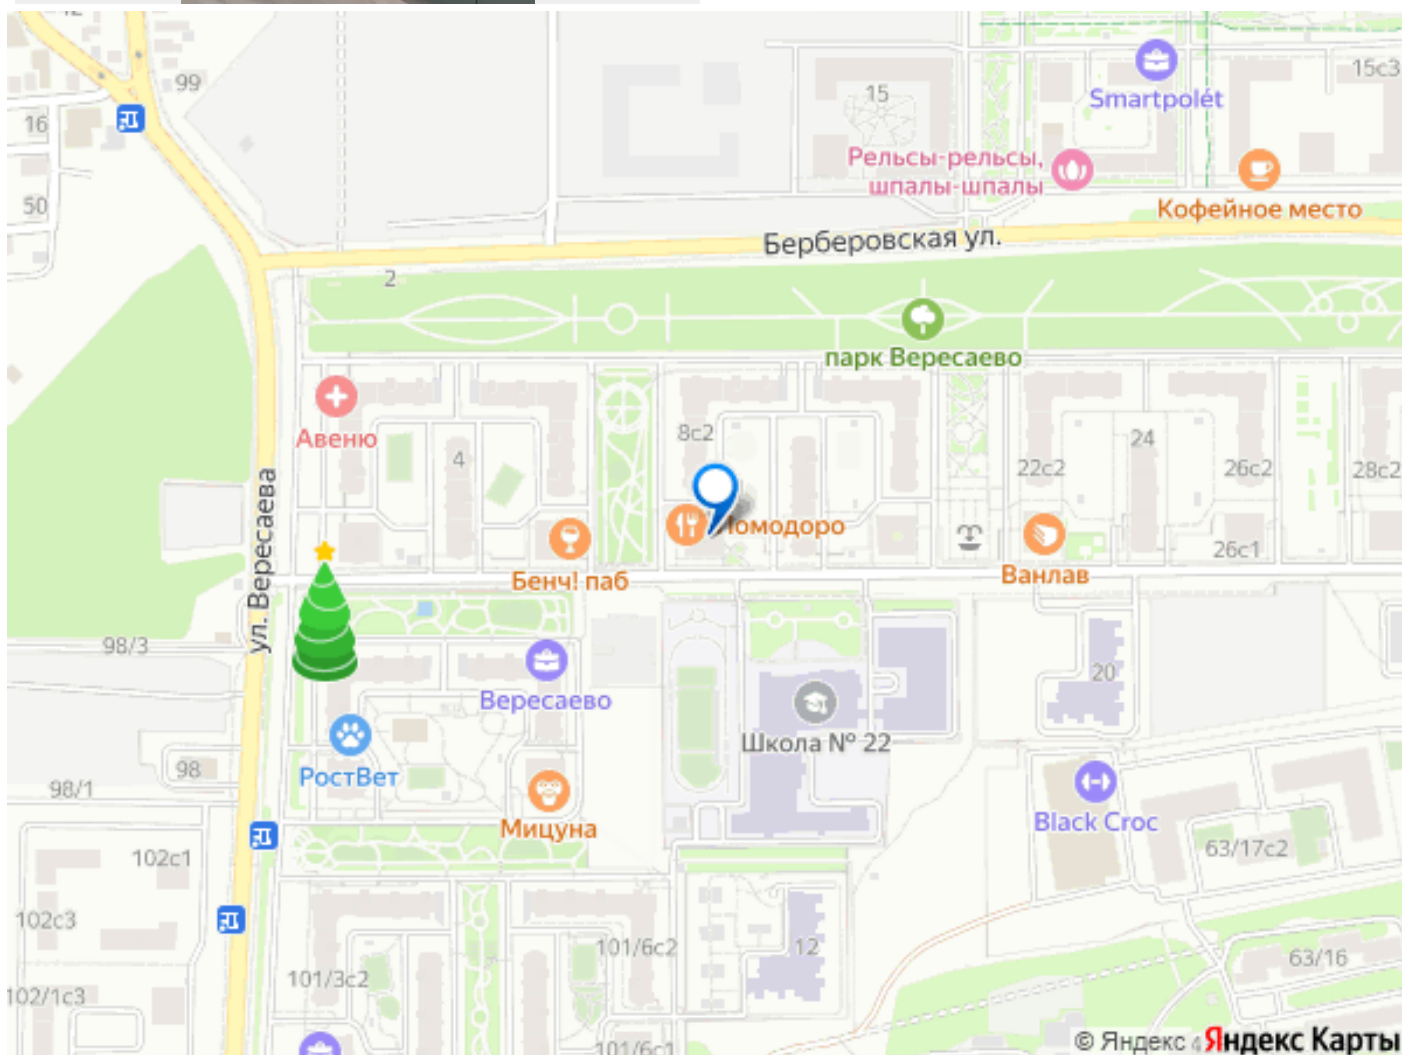 99
15
15с3
Smartpolét
16
Рельсы-рельсы,
шпалы-шпалы
50
Кофейное место
Берберовская ул.
2
парк Вересаево
Авеню
8с2
4
24
22с2
26с2
28с2
ул. Вересаева
Помодоро
26с1
Бенч! паб
Ванлав
98/3
20
Вересаево
Школа № 22
98
РостВет
98/1
Мицуна
Black Croc
63/17с2
102с1
102с3
101/6с2
12
63/16
101/3с2
102/1с3
101/6с1
© Яндекс
Яндекс Карты